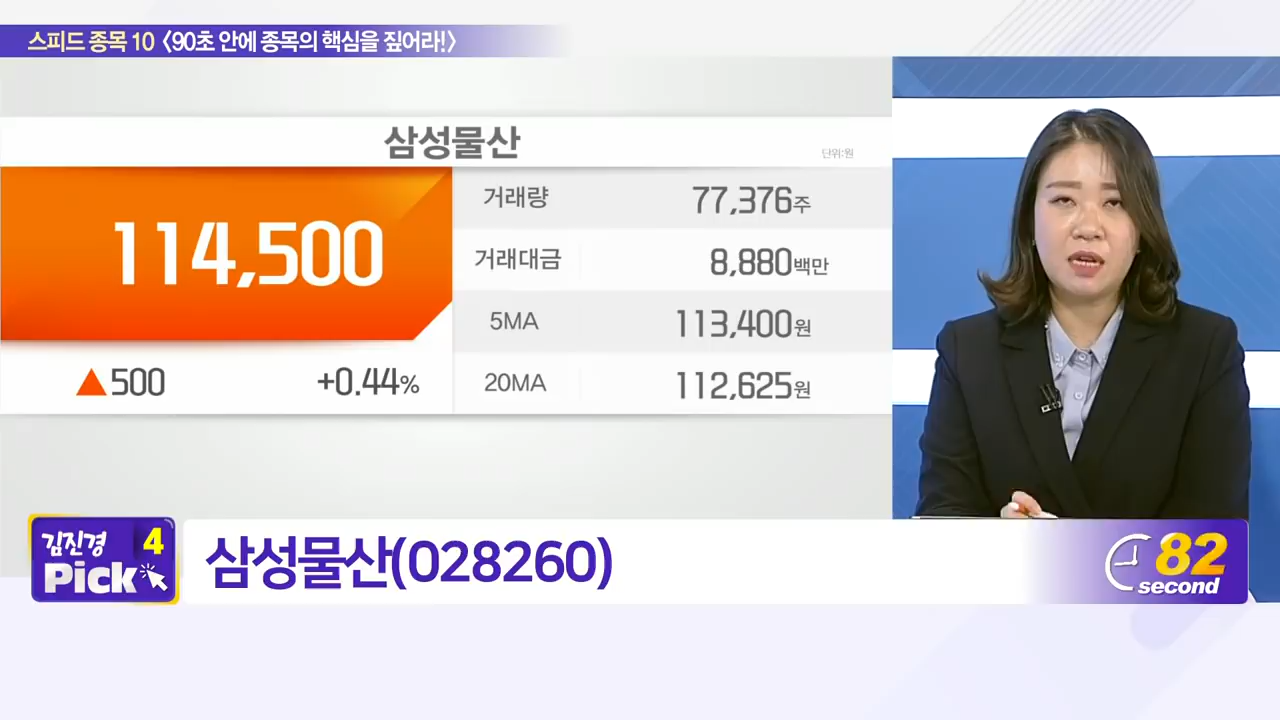 스피드 종목 10 〈90초 안에 종목의 핵심을 짚어라!〉
삼성물산
단위:원
114,500
▲500 +0.44%
거래량 77,376주
거래대금 8,880백만
5MA 113,400원
20MA 112,625원
김진경 4
Pick
삼성물산(028260)
82
second